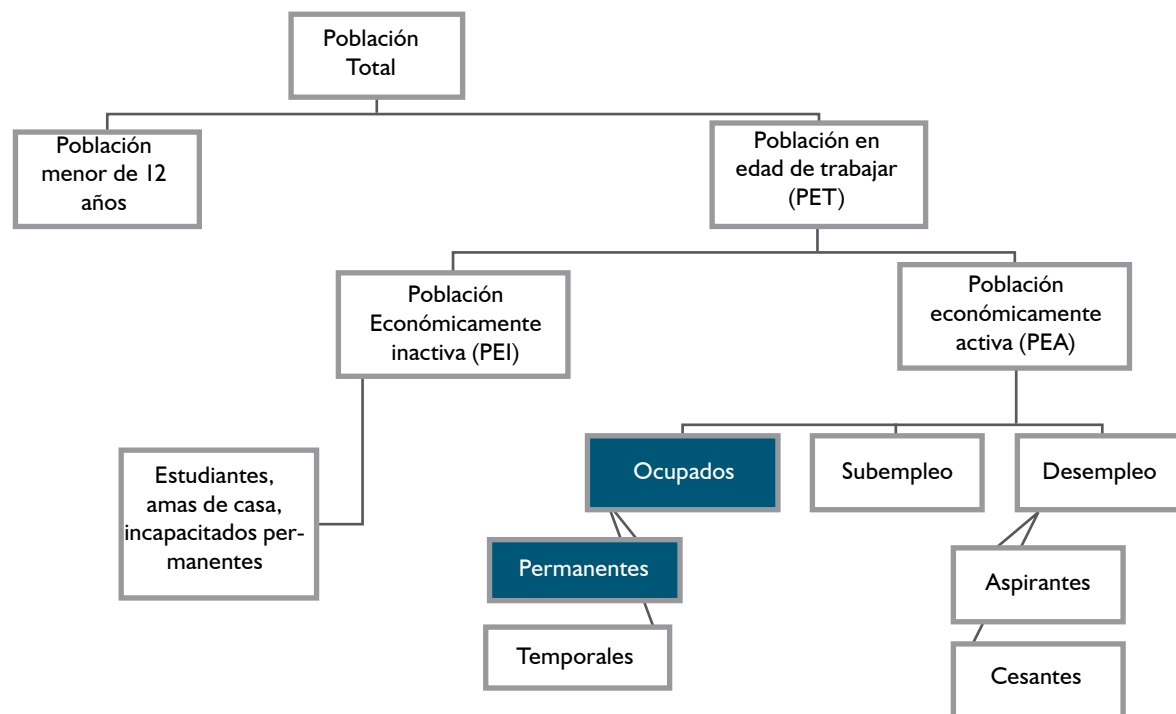 Población
Total
Población
menor de 12
años
Población en
edad de trabajar
(PET)
Población
Económicamente
inactiva (PEI)
Población
económicamente
activa (PEA)
Estudiantes,
amas de casa,
incapacitados per-
manentes
Ocupados
Subempleo
Desempleo
Permanentes
Temporales
Aspirantes
Cesantes